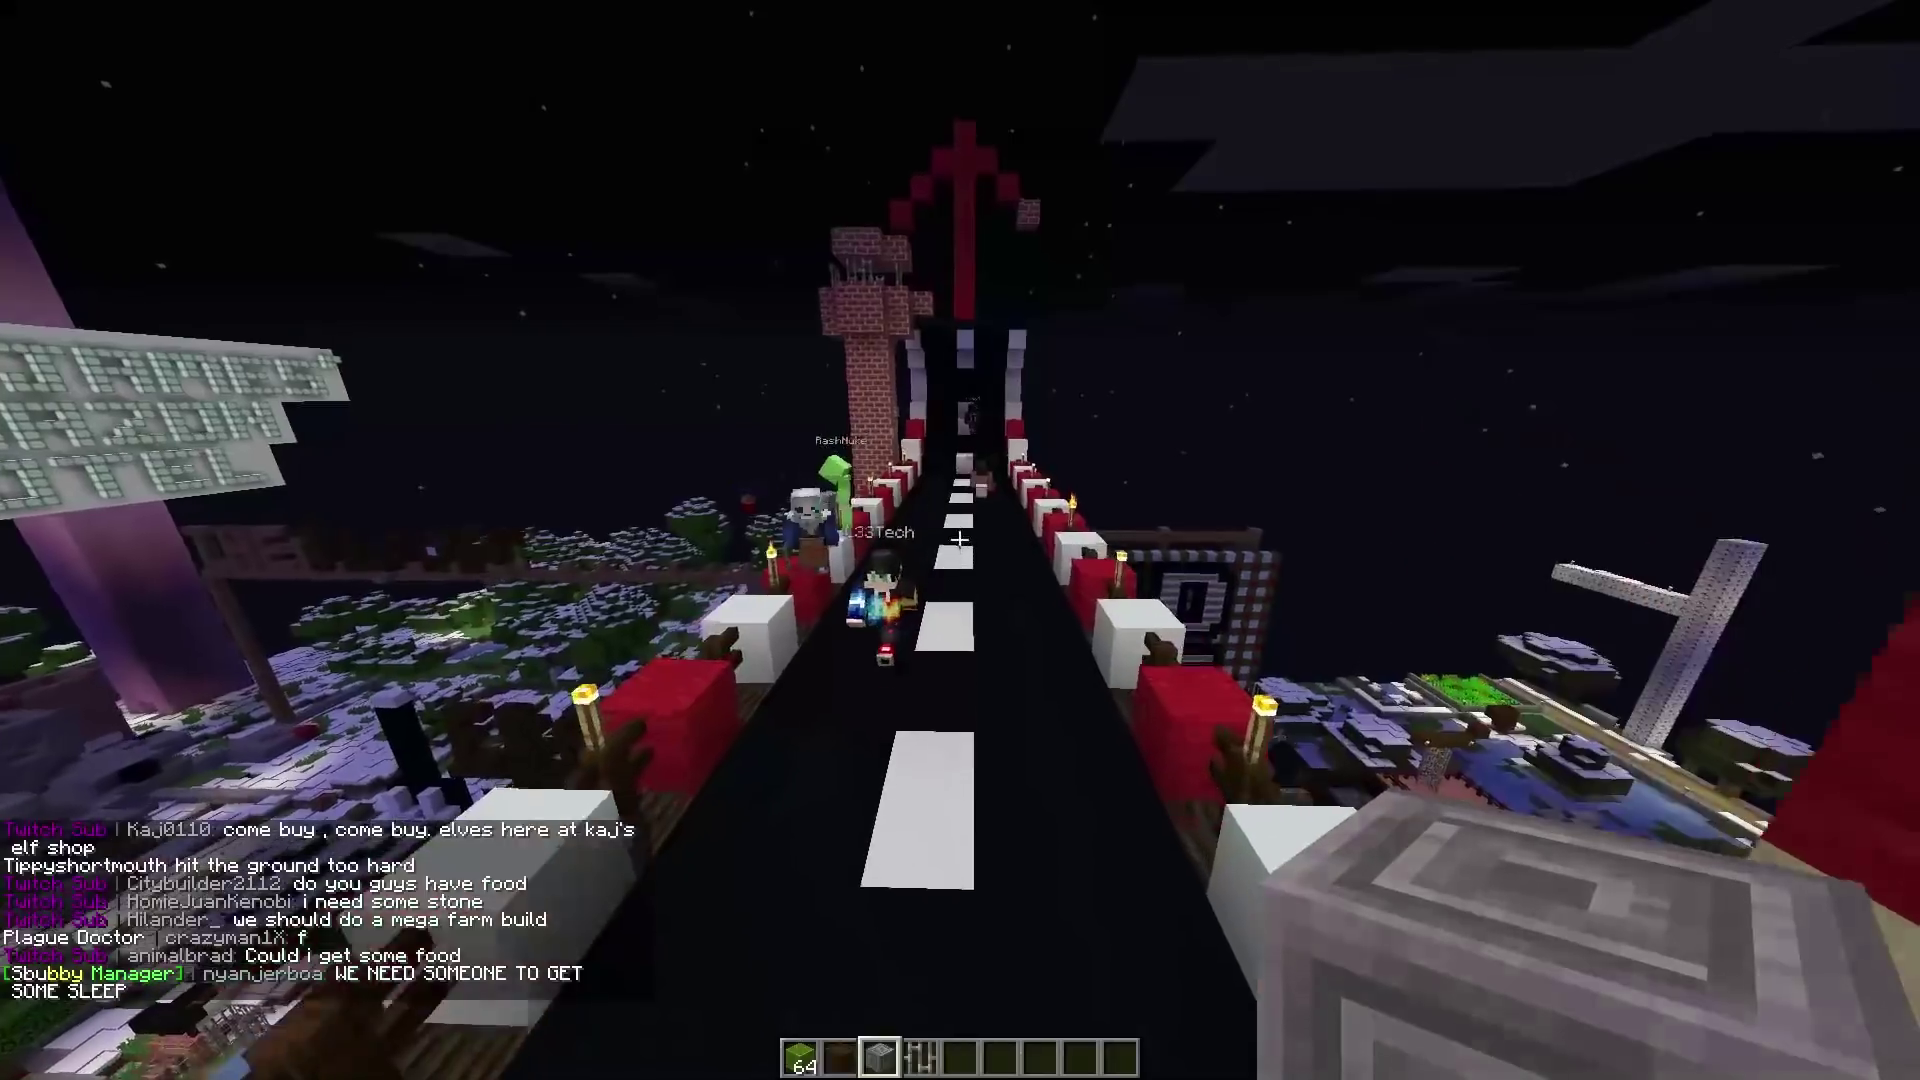 RashNuke
L33Tech
Twitch Sub | Kaj0110: come buy , come buy. elves here at kaj's
elf shop
Tippyshortmouth hit the ground too hard
Twitch Sub | Citybuilder2112: do you guys have food
Twitch Sub | HomieJuanKenobi: i need some stone
Twitch Sub | Hilander_: we should do a mega farm build
Plague Doctor | crazyman1X: f
Twitch Sub | animalbrad: Could i get some food
[Sbubby Manager] | nyanjerboa: WE NEED SOMEONE TO GET
SOME SLEEP
64